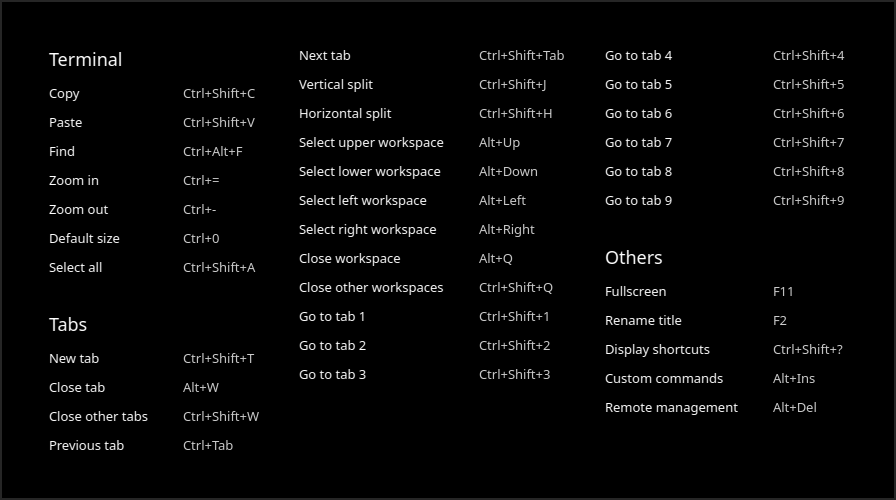 Terminal
Copy Ctrl+Shift+C
Paste Ctrl+Shift+V
Find Ctrl+Alt+F
Zoom in Ctrl+=
Zoom out Ctrl+-
Default size Ctrl+0
Select all Ctrl+Shift+A
Tabs
New tab Ctrl+Shift+T
Close tab Alt+W
Close other tabs Ctrl+Shift+W
Previous tab Ctrl+Tab
Next tab Ctrl+Shift+Tab
Vertical split Ctrl+Shift+J
Horizontal split Ctrl+Shift+H
Select upper workspace Alt+Up
Select lower workspace Alt+Down
Select left workspace Alt+Left
Select right workspace Alt+Right
Close workspace Alt+Q
Close other workspaces Ctrl+Shift+Q
Go to tab 1 Ctrl+Shift+1
Go to tab 2 Ctrl+Shift+2
Go to tab 3 Ctrl+Shift+3
Go to tab 4 Ctrl+Shift+4
Go to tab 5 Ctrl+Shift+5
Go to tab 6 Ctrl+Shift+6
Go to tab 7 Ctrl+Shift+7
Go to tab 8 Ctrl+Shift+8
Go to tab 9 Ctrl+Shift+9
Others
Fullscreen F11
Rename title F2
Display shortcuts Ctrl+Shift+?
Custom commands Alt+Ins
Remote management Alt+Del